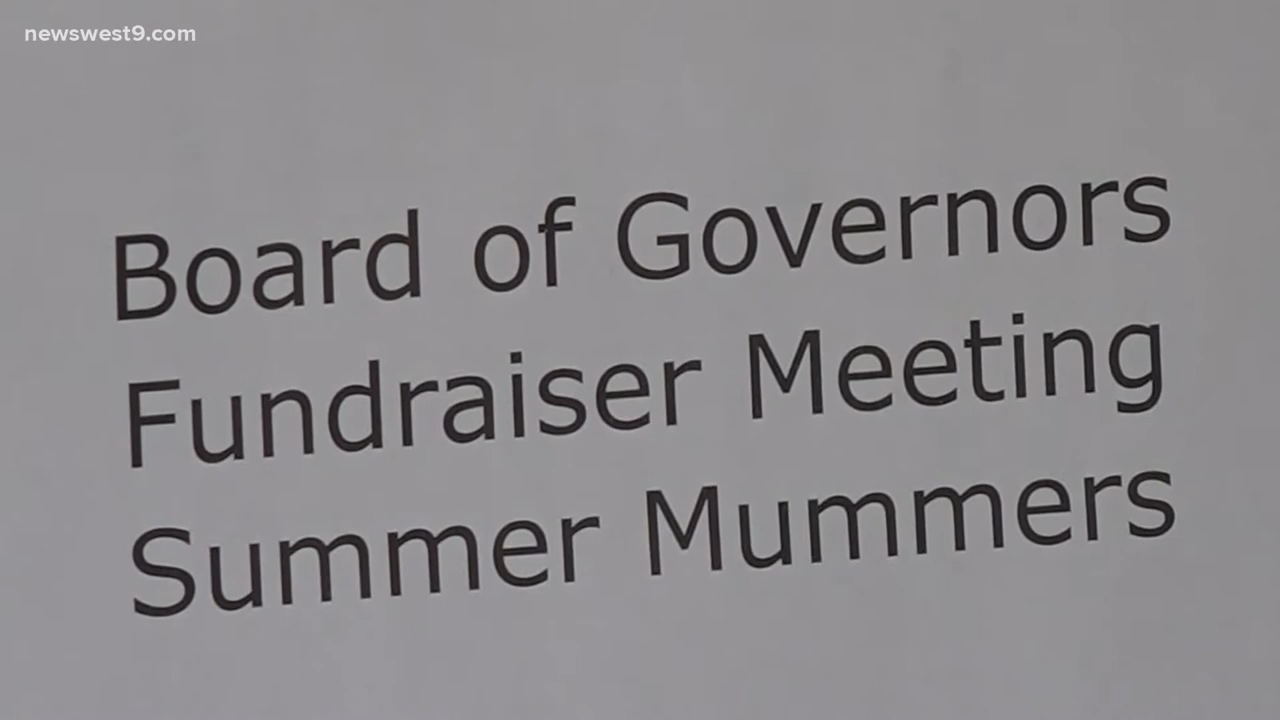 newswest9.com
Board of Governors
Fundraiser Meeting
Summer Mummers